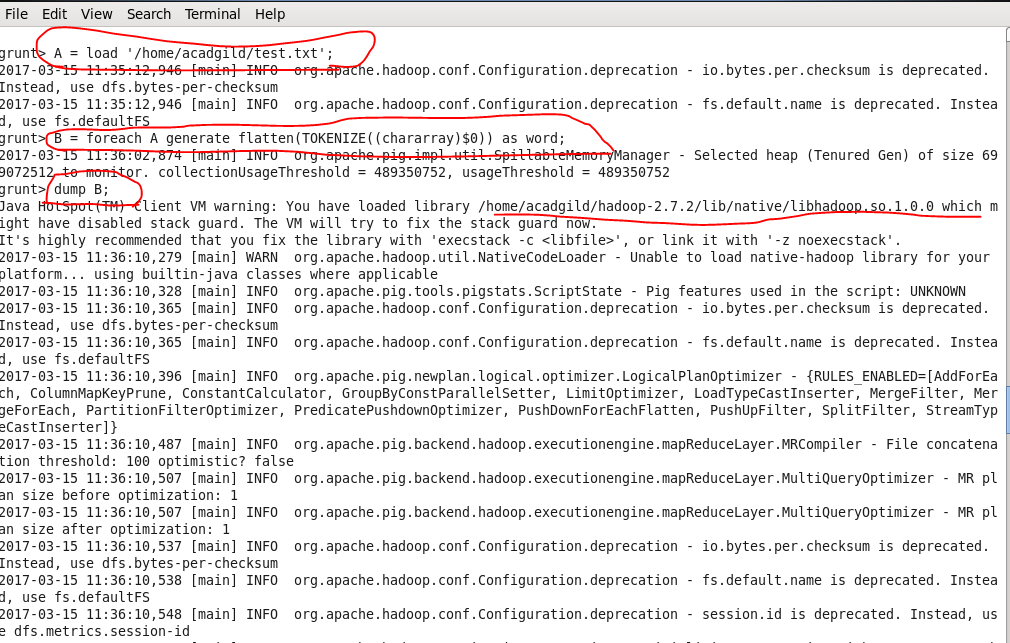 File Edit View Search Terminal Help
grunt> A = load '/home/acadgild/test.txt';
2017-03-15 11:35:12,946 [main] INFO  org.apache.hadoop.conf.Configuration.deprecation - io.bytes.per.checksum is deprecated.
Instead, use dfs.bytes-per-checksum
2017-03-15 11:35:12,946 [main] INFO  org.apache.hadoop.conf.Configuration.deprecation - fs.default.name is deprecated. Instea
d, use fs.defaultFS
grunt> B = foreach A generate flatten(TOKENIZE((chararray)$0)) as word;
2017-03-15 11:36:02,874 [main] INFO  org.apache.pig.impl.util.SpillableMemoryManager - Selected heap (Tenured Gen) of size 69
9072512 to monitor. collectionUsageThreshold = 489350752, usageThreshold = 489350752
grunt> dump B;
Java HotSpot(TM) Client VM warning: You have loaded library /home/acadgild/hadoop-2.7.2/lib/native/libhadoop.so.1.0.0 which m
ight have disabled stack guard. The VM will try to fix the stack guard now.
It's highly recommended that you fix the library with 'execstack -c <libfile>', or link it with '-z noexecstack'.
2017-03-15 11:36:10,279 [main] WARN  org.apache.hadoop.util.NativeCodeLoader - Unable to load native-hadoop library for your
platform... using builtin-java classes where applicable
2017-03-15 11:36:10,328 [main] INFO  org.apache.pig.tools.pigstats.ScriptState - Pig features used in the script: UNKNOWN
2017-03-15 11:36:10,365 [main] INFO  org.apache.hadoop.conf.Configuration.deprecation - io.bytes.per.checksum is deprecated.
Instead, use dfs.bytes-per-checksum
2017-03-15 11:36:10,365 [main] INFO  org.apache.hadoop.conf.Configuration.deprecation - fs.default.name is deprecated. Instea
d, use fs.defaultFS
2017-03-15 11:36:10,396 [main] INFO  org.apache.pig.newplan.logical.optimizer.LogicalPlanOptimizer - {RULES_ENABLED=[AddForEa
ch, ColumnMapKeyPrune, ConstantCalculator, GroupByConstParallelSetter, LimitOptimizer, LoadTypeCastInserter, MergeFilter, Mer
geForEach, PartitionFilterOptimizer, PredicatePushdownOptimizer, PushDownForEachFlatten, PushUpFilter, SplitFilter, StreamTyp
eCastInserter]}
2017-03-15 11:36:10,487 [main] INFO  org.apache.pig.backend.hadoop.executionengine.mapReduceLayer.MRCompiler - File concatena
tion threshold: 100 optimistic? false
2017-03-15 11:36:10,507 [main] INFO  org.apache.pig.backend.hadoop.executionengine.mapReduceLayer.MultiQueryOptimizer - MR pl
an size before optimization: 1
2017-03-15 11:36:10,507 [main] INFO  org.apache.pig.backend.hadoop.executionengine.mapReduceLayer.MultiQueryOptimizer - MR pl
an size after optimization: 1
2017-03-15 11:36:10,537 [main] INFO  org.apache.hadoop.conf.Configuration.deprecation - io.bytes.per.checksum is deprecated.
Instead, use dfs.bytes-per-checksum
2017-03-15 11:36:10,538 [main] INFO  org.apache.hadoop.conf.Configuration.deprecation - fs.default.name is deprecated. Instea
d, use fs.defaultFS
2017-03-15 11:36:10,548 [main] INFO  org.apache.hadoop.conf.Configuration.deprecation - session.id is deprecated. Instead, us
e dfs.metrics.session-id